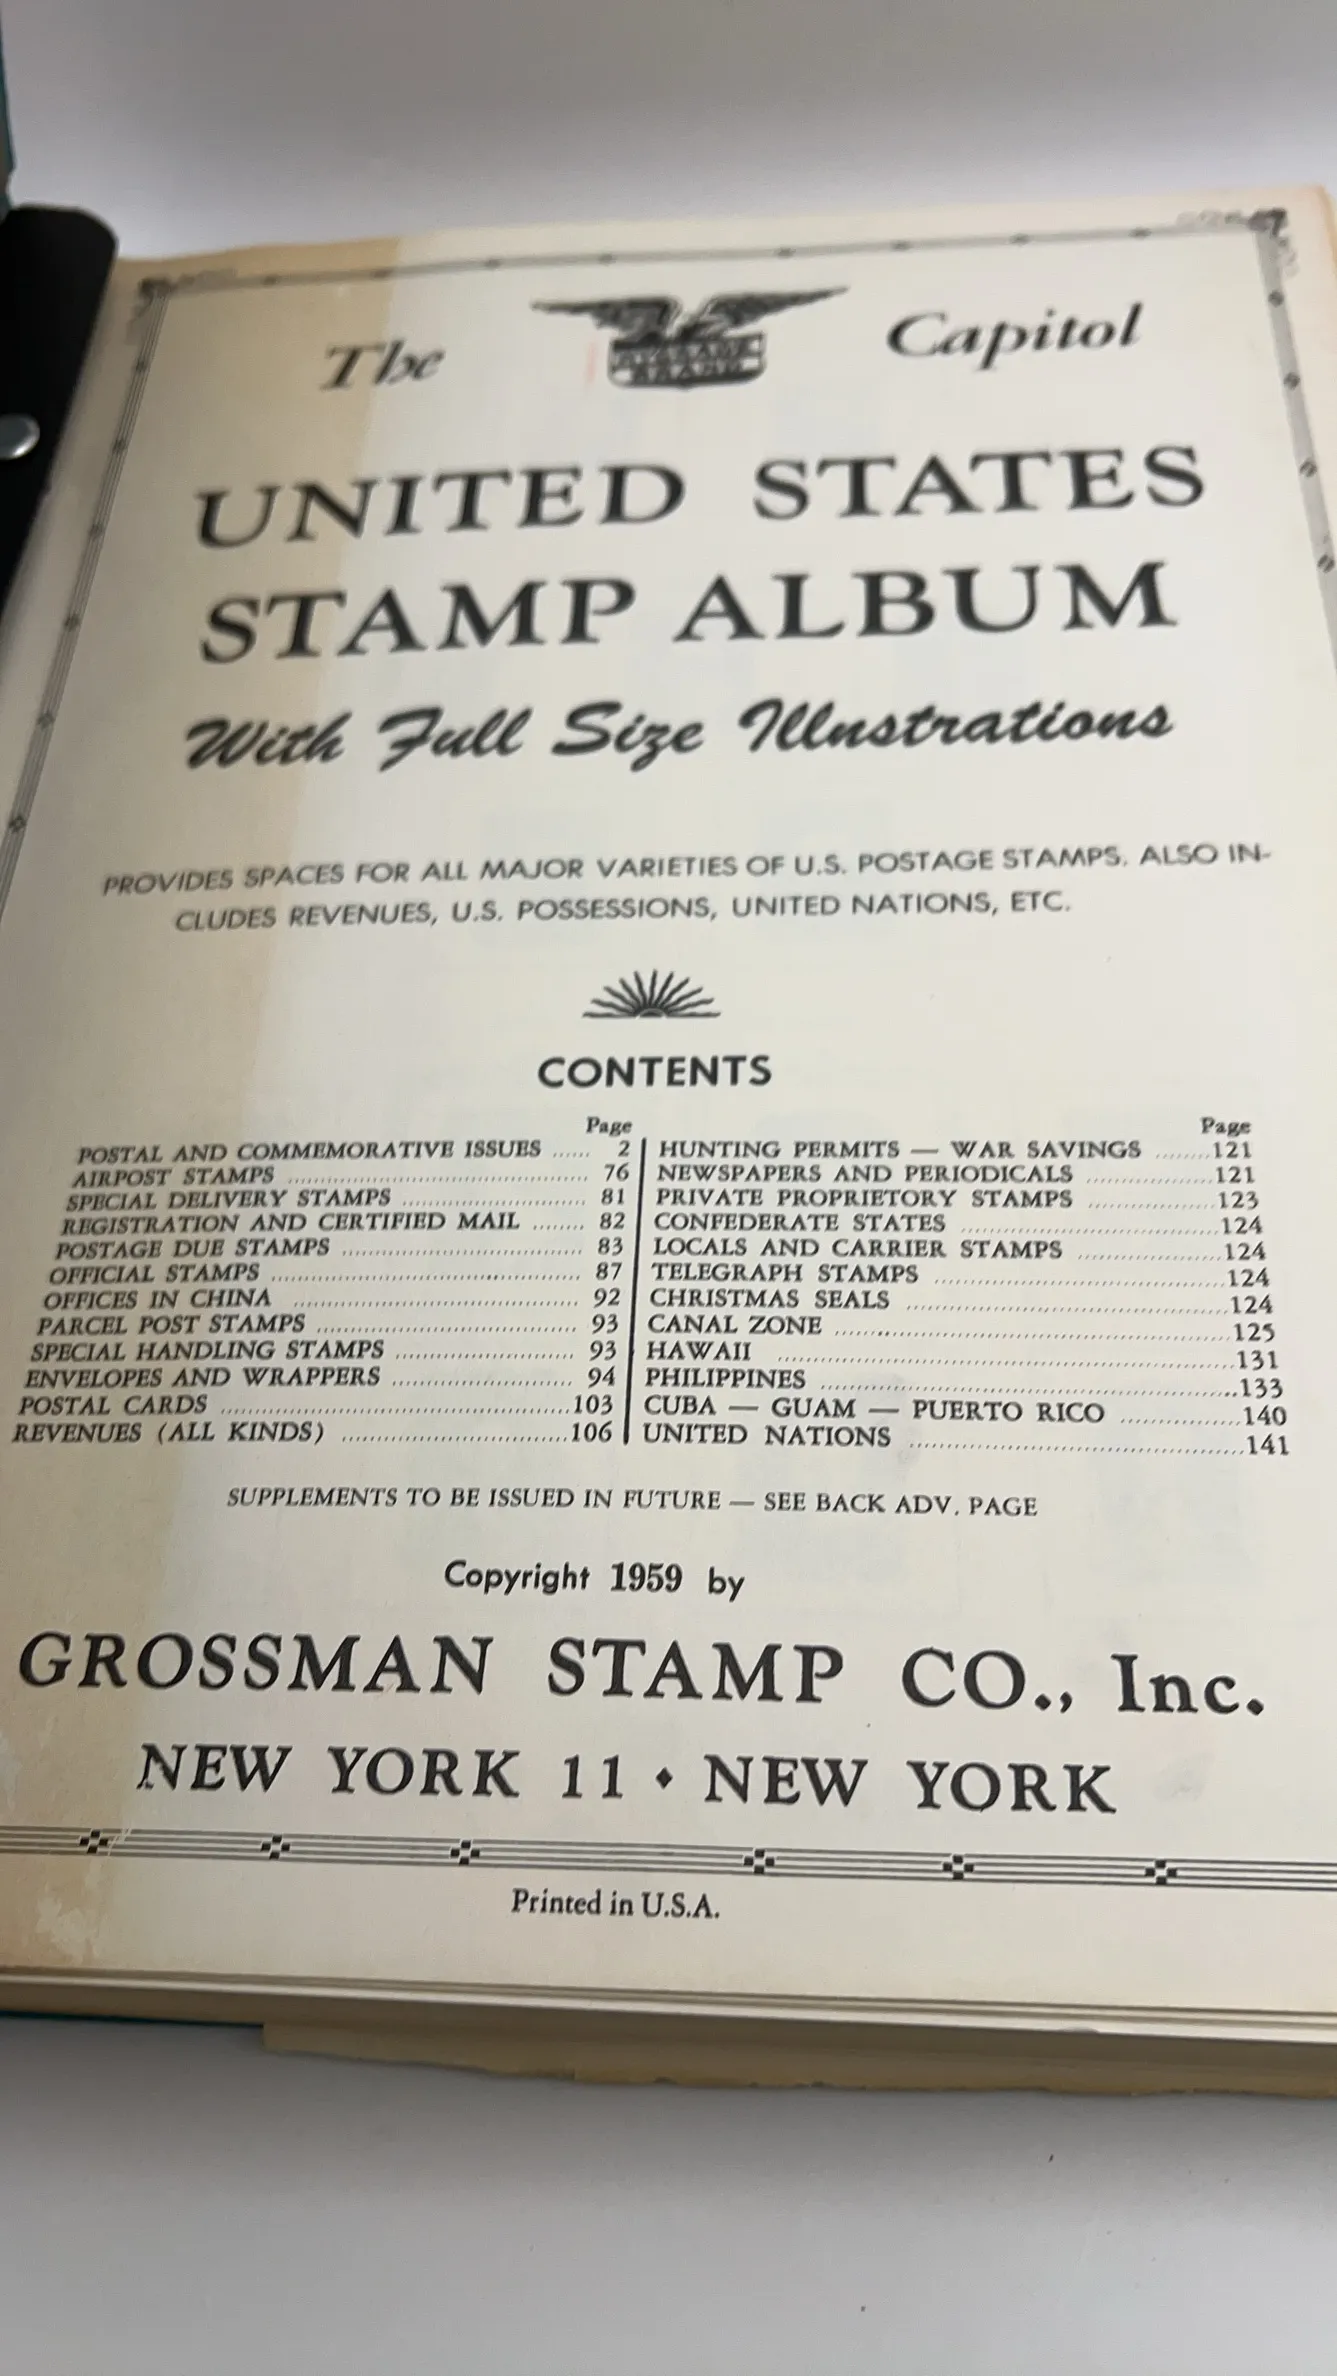 The Capitol
UNITED STATES
STAMP ALBUM
With Full Size Illustrations
PROVIDES SPACES FOR ALL MAJOR VARIETIES OF U.S. POSTAGE STAMPS. ALSO IN-
CLUDES REVENUES, U.S. POSSESSIONS, UNITED NATIONS, ETC.
CONTENTS
Page
POSTAL AND COMMEMORATIVE ISSUES ...... 2
AIRPOST STAMPS ...... 76
SPECIAL DELIVERY STAMPS ...... 81
REGISTRATION AND CERTIFIED MAIL ...... 82
POSTAGE DUE STAMPS ...... 83
OFFICIAL STAMPS ...... 87
OFFICES IN CHINA ...... 92
PARCEL POST STAMPS ...... 93
SPECIAL HANDLING STAMPS ...... 93
ENVELOPES AND WRAPPERS ...... 94
POSTAL CARDS ...... 103
REVENUES (ALL KINDS) ...... 106
Page
HUNTING PERMITS — WAR SAVINGS ...... 121
NEWSPAPERS AND PERIODICALS ...... 121
PRIVATE PROPRIETORY STAMPS ...... 123
CONFEDERATE STATES ...... 124
LOCALS AND CARRIER STAMPS ...... 124
TELEGRAPH STAMPS ...... 124
CHRISTMAS SEALS ...... 124
CANAL ZONE ...... 125
HAWAII ...... 131
PHILIPPINES ...... 133
CUBA — GUAM — PUERTO RICO ...... 140
UNITED NATIONS ...... 141
SUPPLEMENTS TO BE ISSUED IN FUTURE — SEE BACK ADV. PAGE
Copyright 1959 by
GROSSMAN STAMP CO., Inc.
NEW YORK 11 • NEW YORK
Printed in U.S.A.